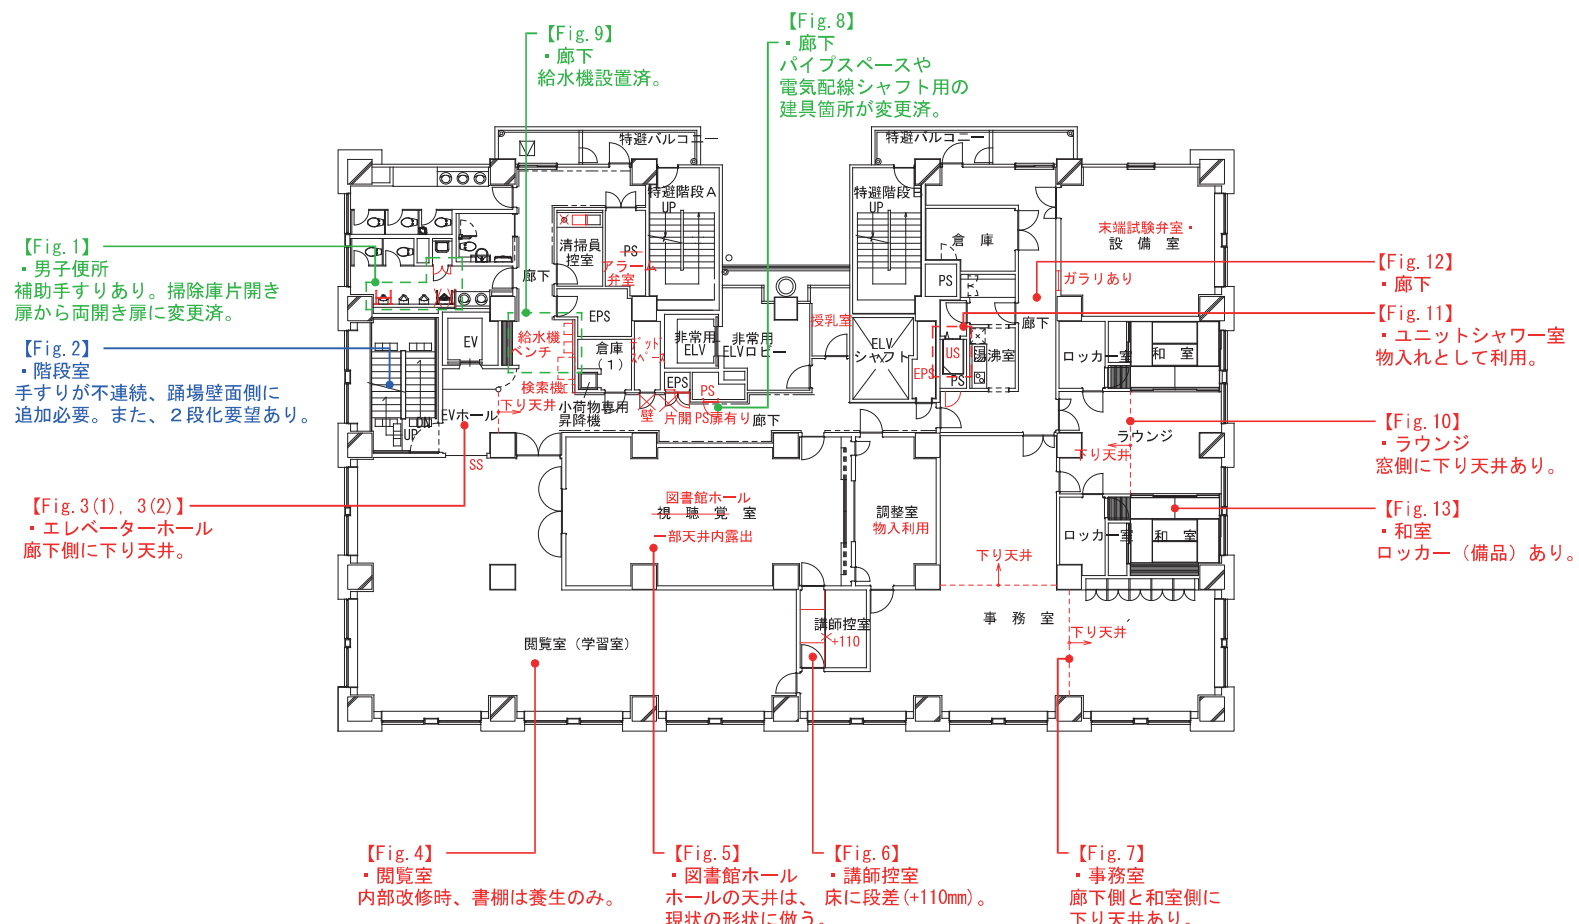 【Fig.9】
・廊下
給水機設置済。
【Fig.8】
・廊下
パイプスペースや
電気配線シャフト用の
建具箇所が変更済。
特避バルコニー
特避バルコニー
特避階段A
UP
特避階段B
UP
【Fig.1】
・男子便所
補助手すりあり。掃除庫片開き
扉から両開き扉に変更済。
清掃員
控室
PS
アラーム
弁室
廊下
倉 庫
PS
末端試験弁室・
設 備 室
ガラリあり
【Fig.12】
・廊下
【Fig.11】
・ユニットシャワー室
物入れとして利用。
【Fig.2】
・階段室
手すりが不連続、踊場壁面側に
追加必要。また、2段化要望あり。
EV
給水機
ベンチ
検索機
EPS
倉庫
(1)
デッド
スペース
非常用
ELV
非常用
ELVロビー
授乳室
ELV
シャフト
US
EPS
PS
湯沸室
廊下
ロッカー室
和 室
EPS
PS
下り天井
小荷物専用
昇降機
壁
片開PS扉有り
廊下
EVホール
DN
UP
SS
ラウンジ
下り天井
【Fig.10】
・ラウンジ
窓側に下り天井あり。
【Fig.3(1), 3(2)】
・エレベーターホール
廊下側に下り天井。
図書館ホール
視 聴 覚 室
一部天井内露出
調整室
物入利用
下り天井
ロッカー室
和 室
【Fig.13】
・和室
ロッカー(備品)あり。
閲覧室(学習室)
講師控室
+110
事 務 室
下り天井
【Fig.4】
・閲覧室
内部改修時、書棚は養生のみ。
【Fig.5】
・図書館ホール
ホールの天井は、
現状の形状に倣う。
【Fig.6】
・講師控室
床に段差(+110mm)。
【Fig.7】
・事務室
廊下側と和室側に
下り天井あり。